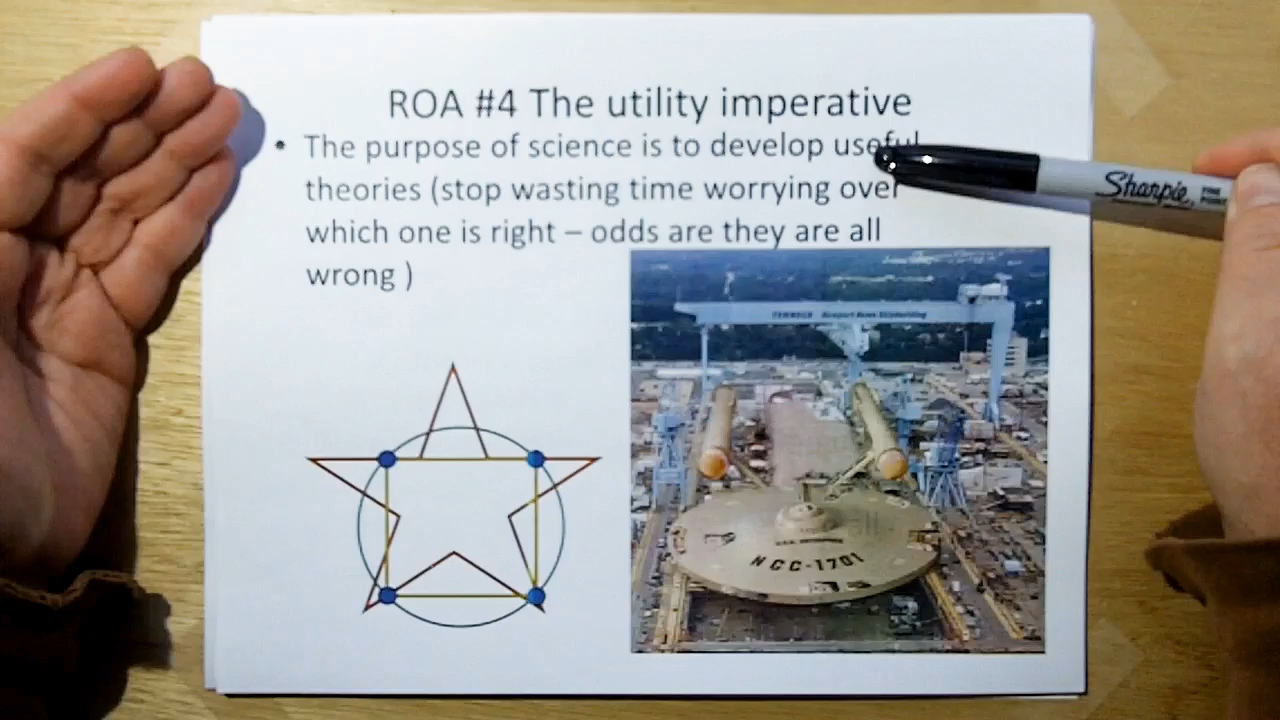 ROA #4 The utility imperative
• The purpose of science is to develop useful
theories (stop wasting time worrying over
which one is right – odds are they are all
wrong )
Sharpie
NCC-1701